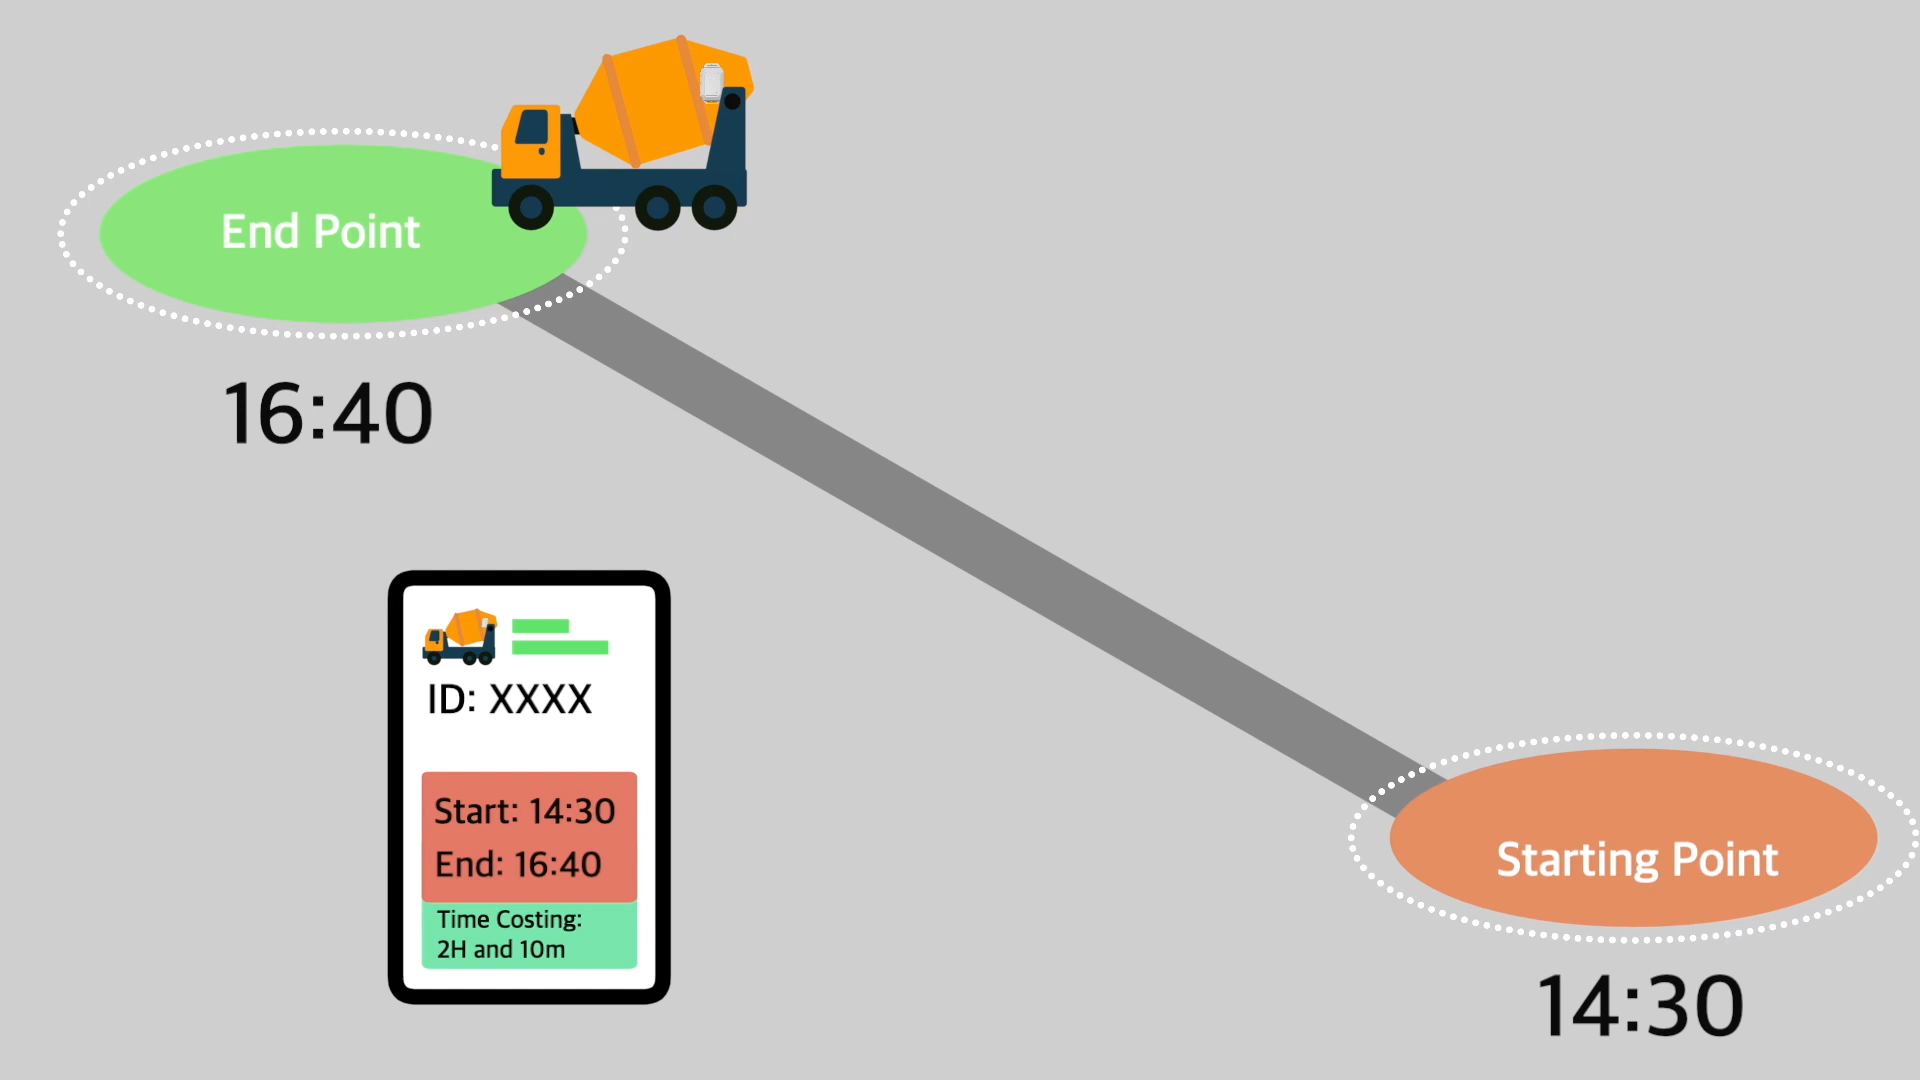 End Point
16:40
ID: XXXX
Start: 14:30
End: 16:40
Time Costing:
2H and 10m
Starting Point
14:30